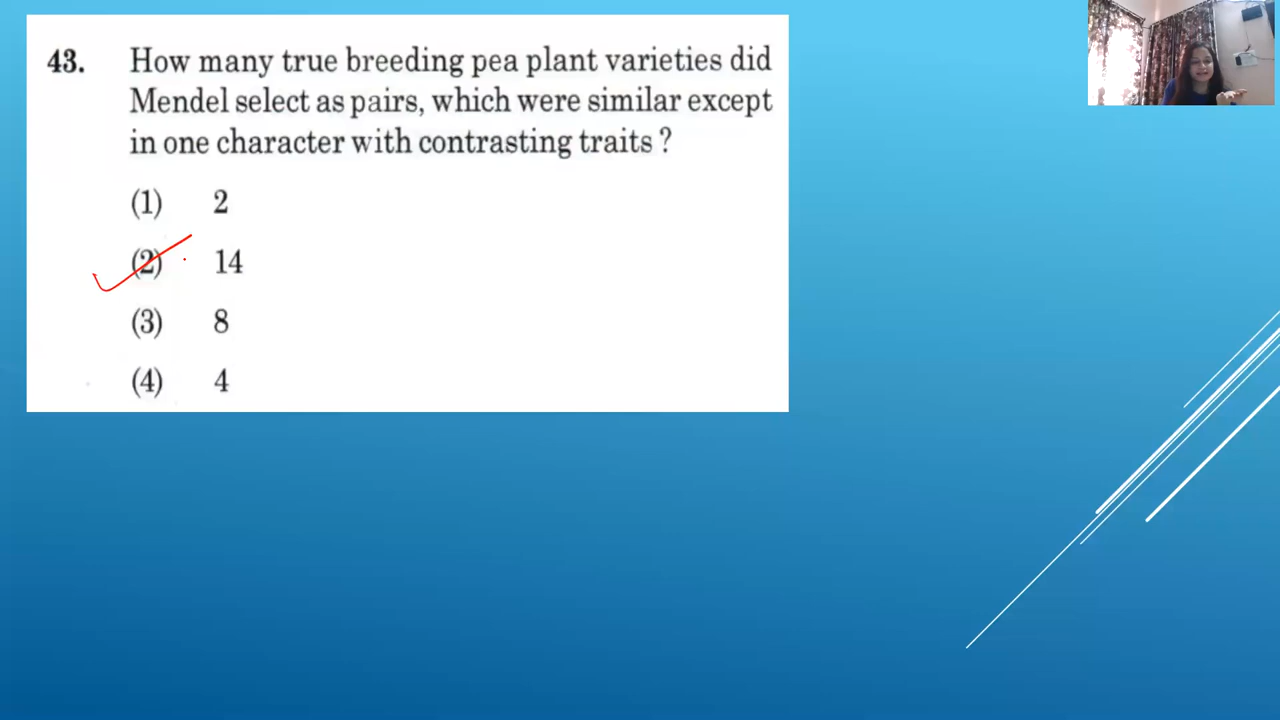 43. How many true breeding pea plant varieties did
Mendel select as pairs, which were similar except
in one character with contrasting traits ?
(1) 2
(2) 14
(3) 8
(4) 4